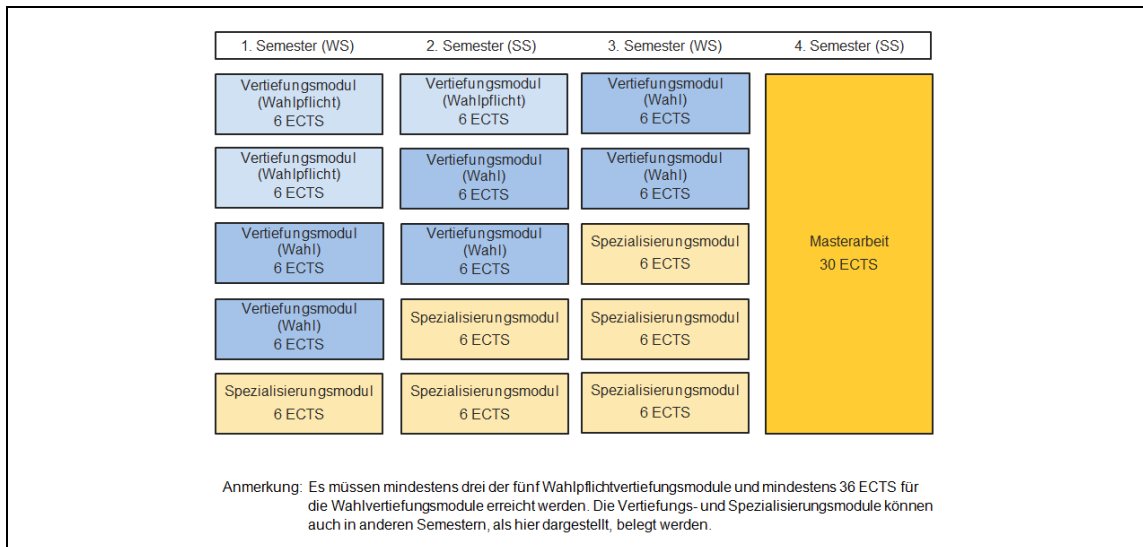 1. Semester (WS) 2. Semester (SS) 3. Semester (WS) 4. Semester (SS)
Vertiefungsmodul
(Wahlpflicht)
6 ECTS
Vertiefungsmodul
(Wahlpflicht)
6 ECTS
Vertiefungsmodul
(Wahl)
6 ECTS
Vertiefungsmodul
(Wahlpflicht)
6 ECTS
Vertiefungsmodul
(Wahl)
6 ECTS
Vertiefungsmodul
(Wahl)
6 ECTS
Vertiefungsmodul
(Wahl)
6 ECTS
Vertiefungsmodul
(Wahl)
6 ECTS
Spezialisierungsmodul
6 ECTS
Masterarbeit
30 ECTS
Vertiefungsmodul
(Wahl)
6 ECTS
Spezialisierungsmodul
6 ECTS
Spezialisierungsmodul
6 ECTS
Spezialisierungsmodul
6 ECTS
Spezialisierungsmodul
6 ECTS
Spezialisierungsmodul
6 ECTS
Anmerkung: Es müssen mindestens drei der fünf Wahlpflichtvertiefungsmodule und mindestens 36 ECTS für
die Wahlvertiefungsmodule erreicht werden. Die Vertiefungs- und Spezialisierungsmodule können
auch in anderen Semestern, als hier dargestellt, belegt werden.